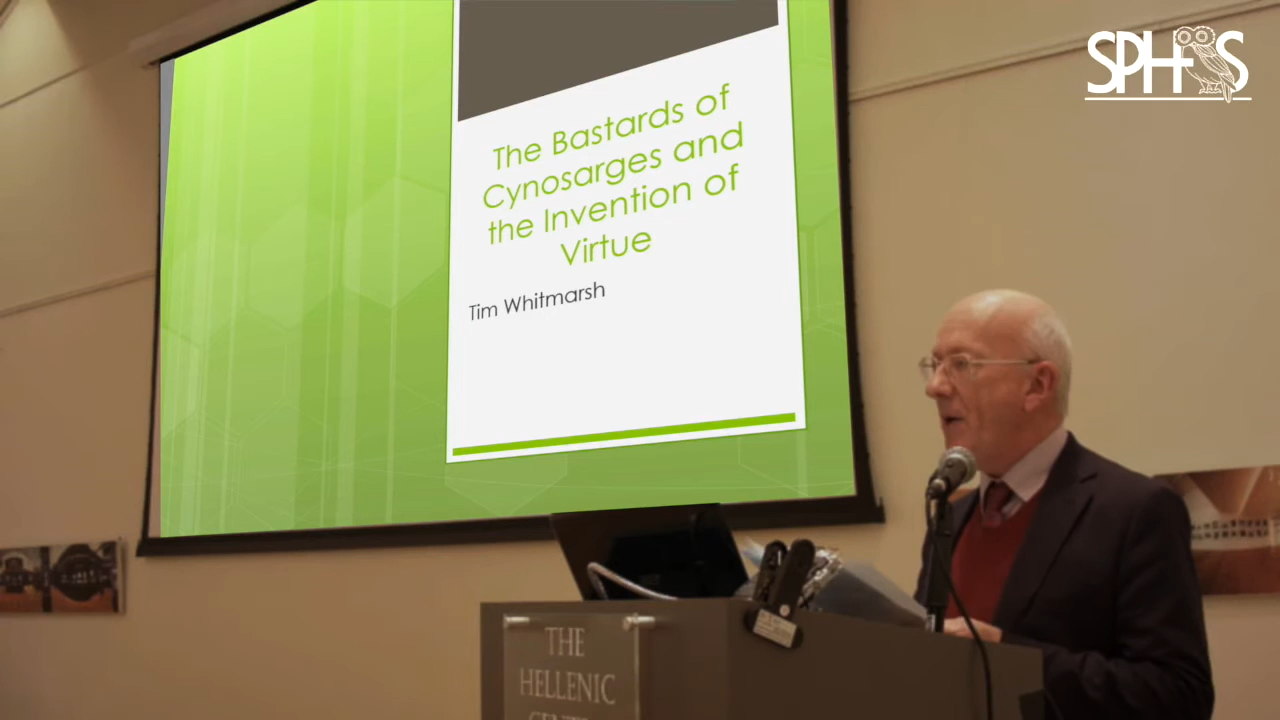 SPHS
The Bastards of
Cynosarges and
the Invention of
Virtue
Tim Whitmarsh
THE
HELLENIC